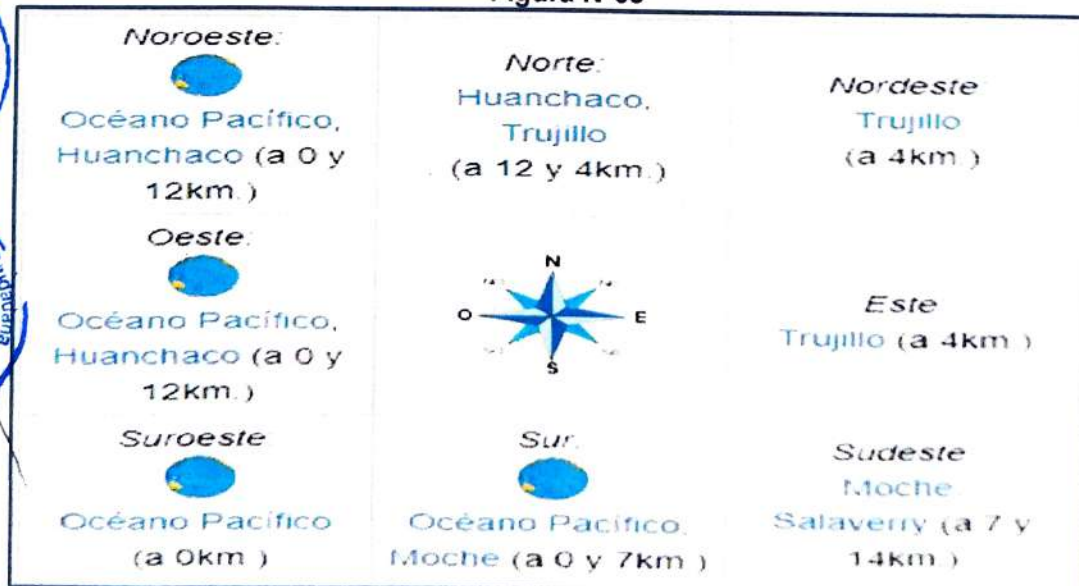 Noroeste:
Océano Pacífico,
Huanchaco (a 0 y
12km.)
Norte:
Huanchaco,
Trujillo
(a 12 y 4km.)
Nordeste
Trujillo
(a 4km.)
Oeste:
Océano Pacífico,
Huanchaco (a 0 y
12km.)
N
O
E
S
Este
Trujillo (a 4km.)
Suroeste
Océano Pacífico
(a 0km.)
Sur.
Océano Pacífico,
Moche (a 0 y 7km.)
Sudeste
Moche
Salaverry (a 7 y
14km.)